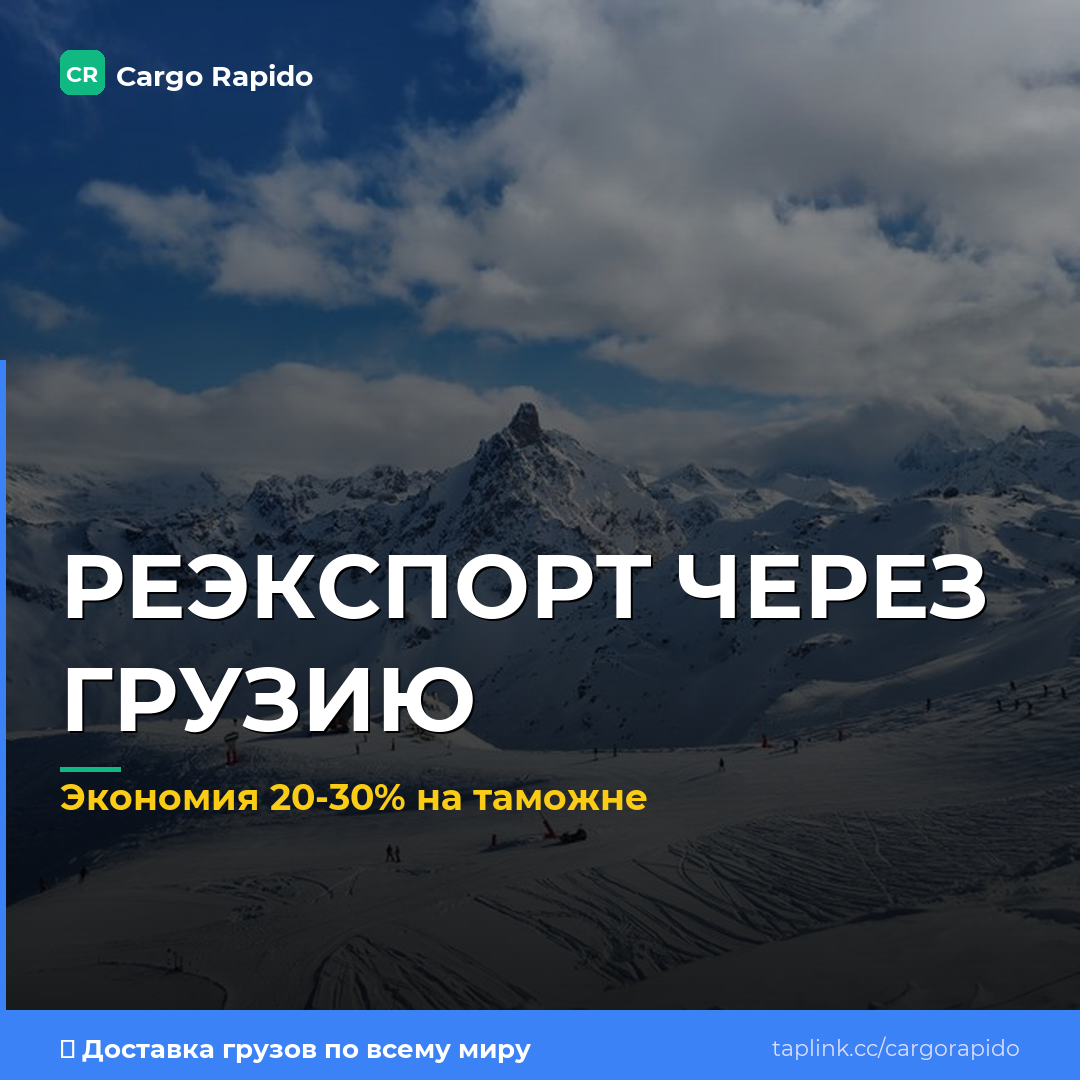 CR Cargo Rapido
РЕЭКСПОРТ ЧЕРЕЗ
ГРУЗИЮ
Экономия 20-30% на таможне
Доставка грузов по всему миру
taplink.cc/cargorapido